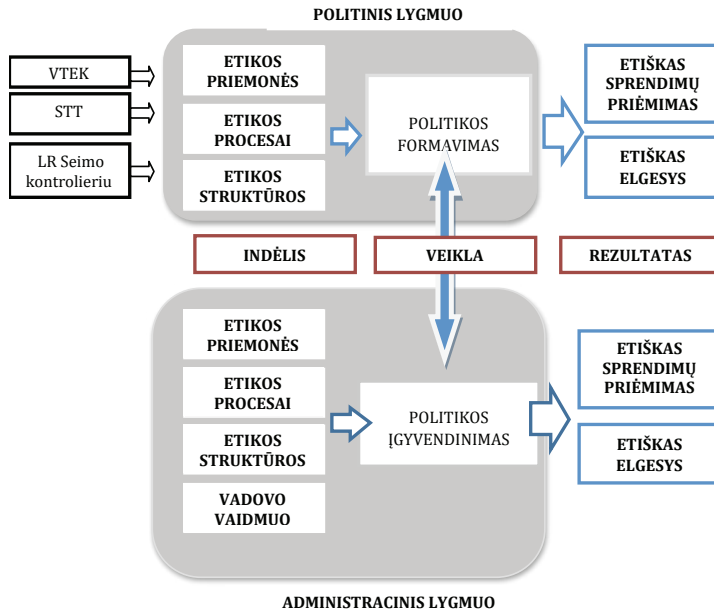 POLITINIS LYGMUO
VTEK
STT
LR Seimo
kontrolieriu
ETIKOS
PRIEMONĖS
ETIKOS
PROCESAI
ETIKOS
STRUKTŪROS
POLITIKOS
FORMAVIMAS
ETIŠKAS
SPRENDIMŲ
PRIĖMIMAS
ETIŠKAS
ELGESYS
INDĖLIS
VEIKLA
REZULTATAS
ETIKOS
PRIEMONĖS
ETIKOS
PROCESAI
ETIKOS
STRUKTŪROS
VADOVO
VAIDMUO
POLITIKOS
ĮGYVENDINIMAS
ETIŠKAS
SPRENDIMŲ
PRIĖMIMAS
ETIŠKAS
ELGESYS
ADMINISTRACINIS LYGMUO